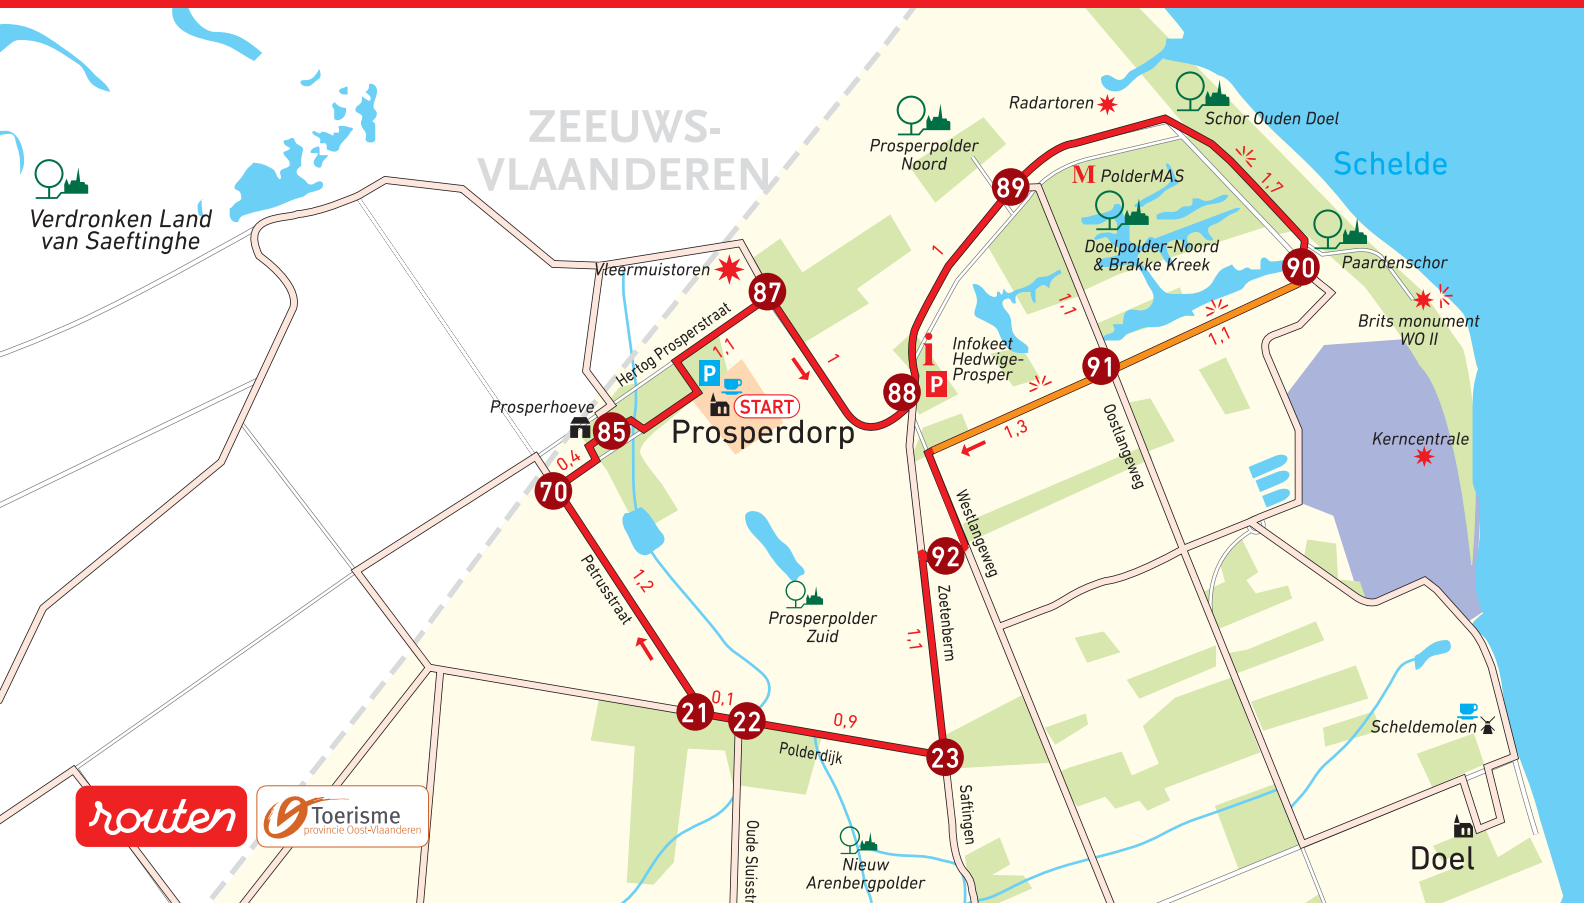 ZEEUWS-
VLAANDEREN
Radartoren
Schor Ouden Doel
Prosperpolder
Noord
Schelde
89
M PolderMAS
1,7
Verdronken Land
van Saeftinghe
Doelpolder-Noord
& Brakke Kreek
1
Paardenschor
90
Vleermuistoren
87
Brits monument
WO II
Hertog Prosperstraat
1,1
1
1,1
1,1
i
Infokeet
Hedwige-
Prosper
P
P
88
91
START
Prosperhoeve
85
Prosperdorp
1,3
Oostlangeweg
Kerncentrale
0,4
70
Westlangeweg
92
Petrusstraat
1,2
Zoetenberm
1,1
Prosperpolder
Zuid
21
0,1
22
0,9
Polderdijk
23
Scheldemolen
Saftingen
Oude Sluisstr
routen
Toerisme
provincie Oost-Vlaanderen
Nieuw
Arenbergpolder
Doel